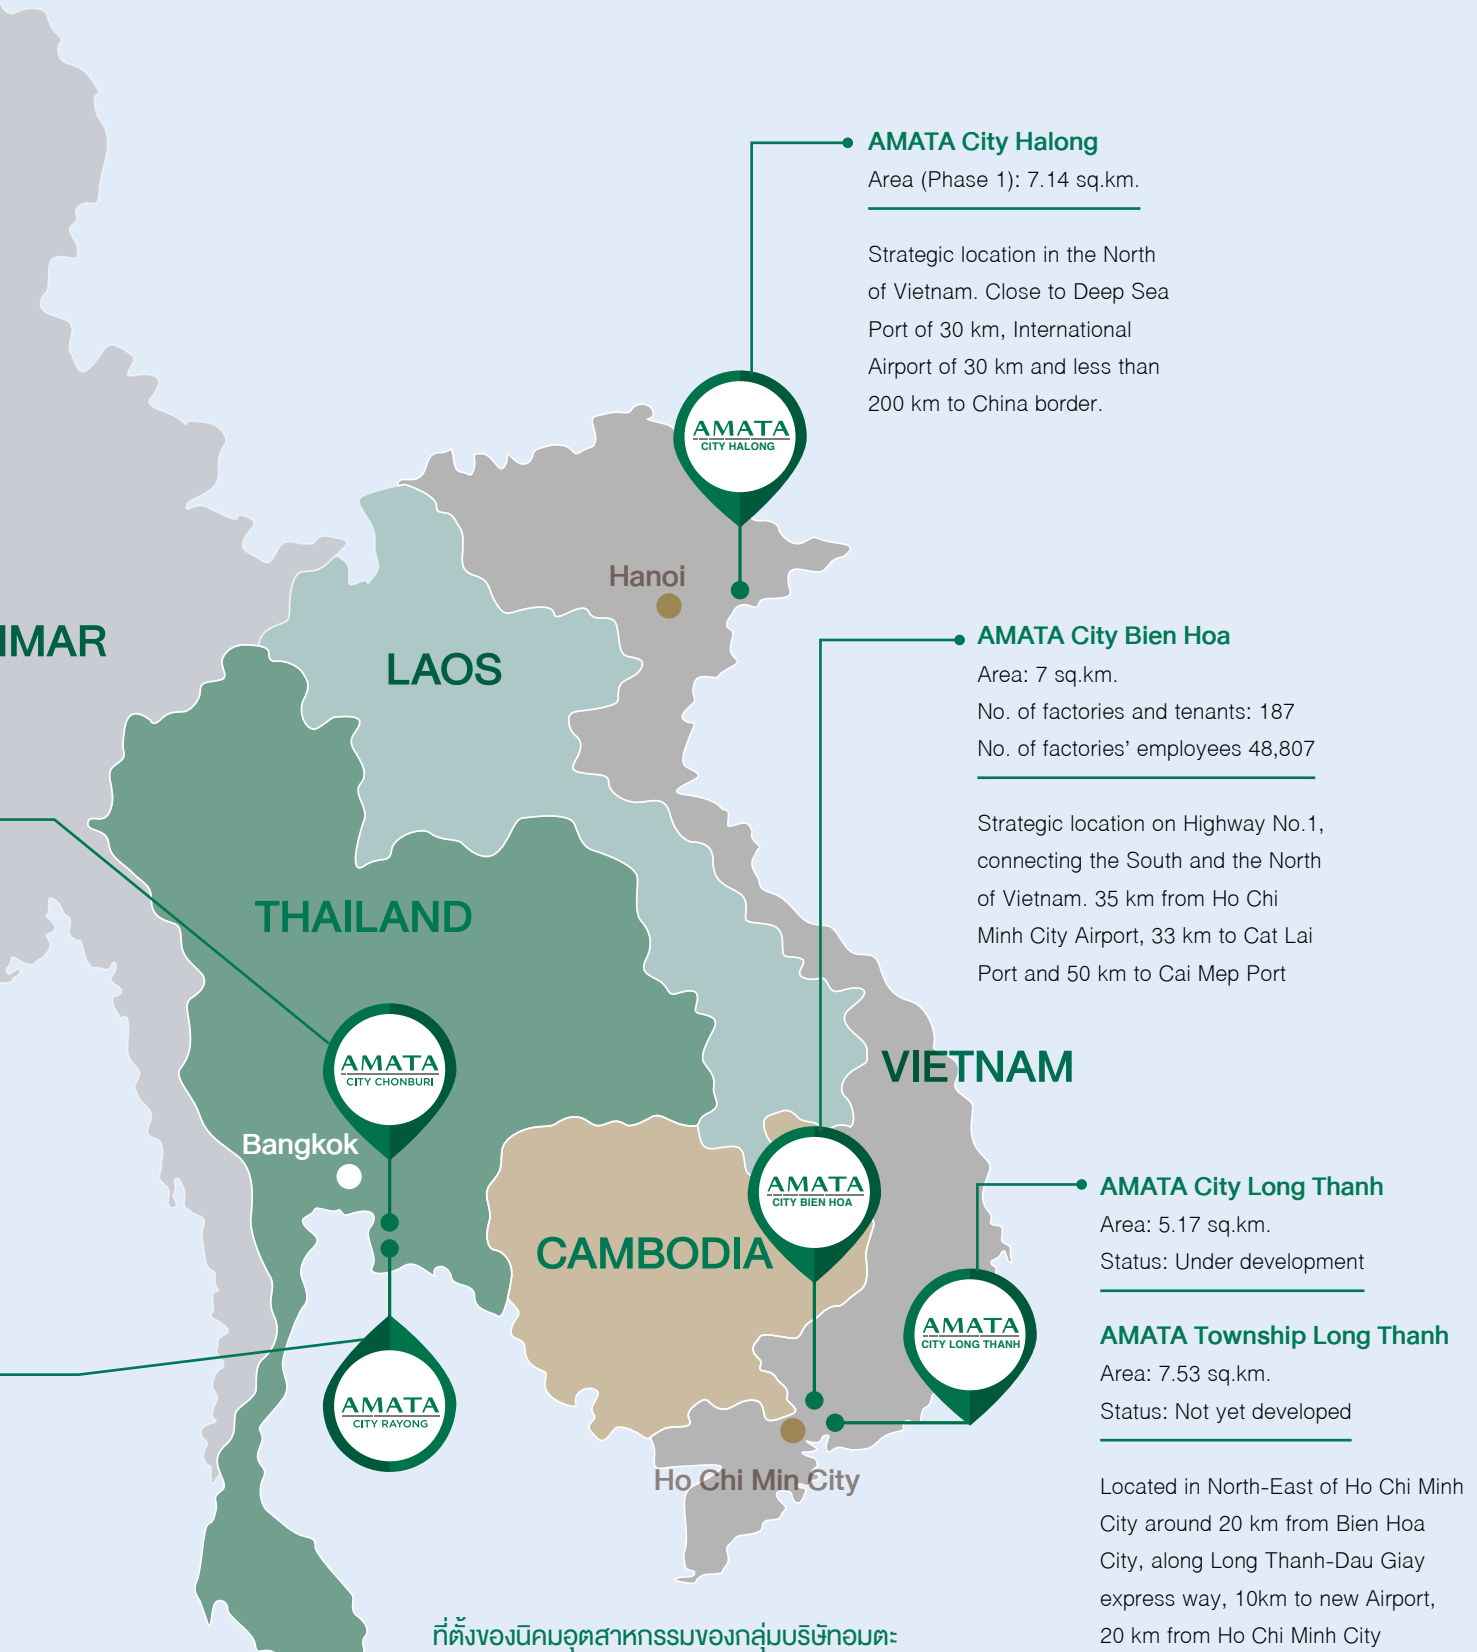 AMATA City Halong
Area (Phase 1): 7.14 sq.km.
Strategic location in the North
of Vietnam. Close to Deep Sea
Port of 30 km, International
Airport of 30 km and less than
200 km to China border.
AMATA
CITY HALONG
Hanoi
IMAR
LAOS
AMATA City Bien Hoa
Area: 7 sq.km.
No. of factories and tenants: 187
No. of factories’ employees 48,807
Strategic location on Highway No.1,
connecting the South and the North
of Vietnam. 35 km from Ho Chi
Minh City Airport, 33 km to Cat Lai
Port and 50 km to Cai Mep Port
THAILAND
AMATA
CITY CHONBURI
VIETNAM
Bangkok
AMATA
CITY BIEN HOA
CAMBODIA
AMATA City Long Thanh
Area: 5.17 sq.km.
Status: Under development
AMATA
CITY LONG THANH
AMATA Township Long Thanh
Area: 7.53 sq.km.
Status: Not yet developed
AMATA
CITY RAYONG
Ho Chi Min City
Located in North-East of Ho Chi Minh
City around 20 km from Bien Hoa
City, along Long Thanh-Dau Giay
express way, 10km to new Airport,
20 km from Ho Chi Minh City
ที่ตั้งของนิคมอุตสาหกรรมของกลุ่มบริษัทอมตะ